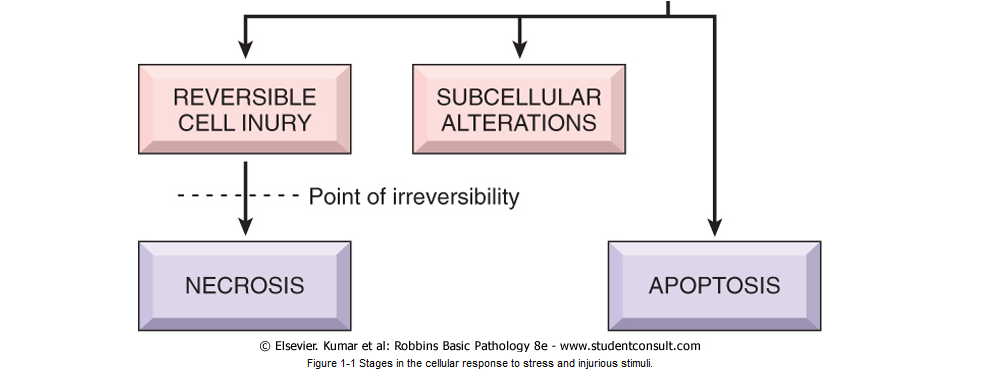 REVERSIBLE
CELL INURY
SUBCELLULAR
ALTERATIONS
Point of irreversibility
NECROSIS
APOPTOSIS
© Elsevier. Kumar et al: Robbins Basic Pathology 8e - www.studentconsult.com
Figure 1-1 Stages in the cellular response to stress and injurious stimuli.